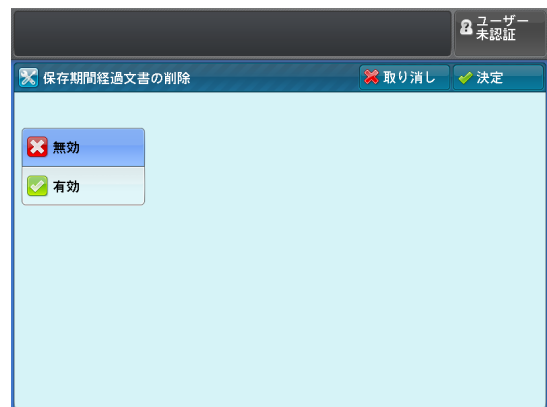 ユーザー
未認証
保存期間経過文書の削除
取り消し
決定
無効
有効